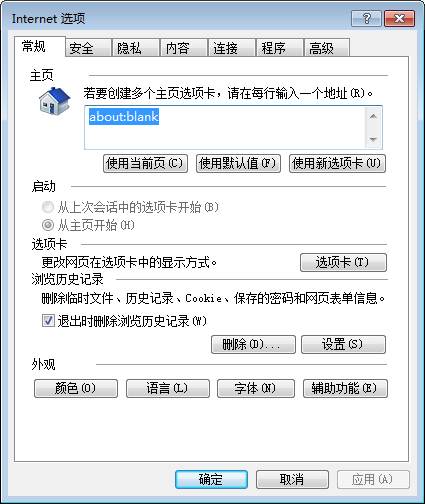 Internet 选项
常规 安全 隐私 内容 连接 程序 高级
主页
若要创建多个主页选项卡，请在每行输入一个地址(R)。
about:blank
使用当前页(C) 使用默认值(F) 使用新选项卡(U)
启动
从上次会话中的选项卡开始(B)
从主页开始(H)
选项卡
更改网页在选项卡中的显示方式。 选项卡(T)
浏览历史记录
删除临时文件、历史记录、Cookie、保存的密码和网页表单信息。
退出时删除浏览历史记录(W)
删除(D)... 设置(S)
外观
颜色(O) 语言(L) 字体(N) 辅助功能(E)
确定 取消 应用(A)